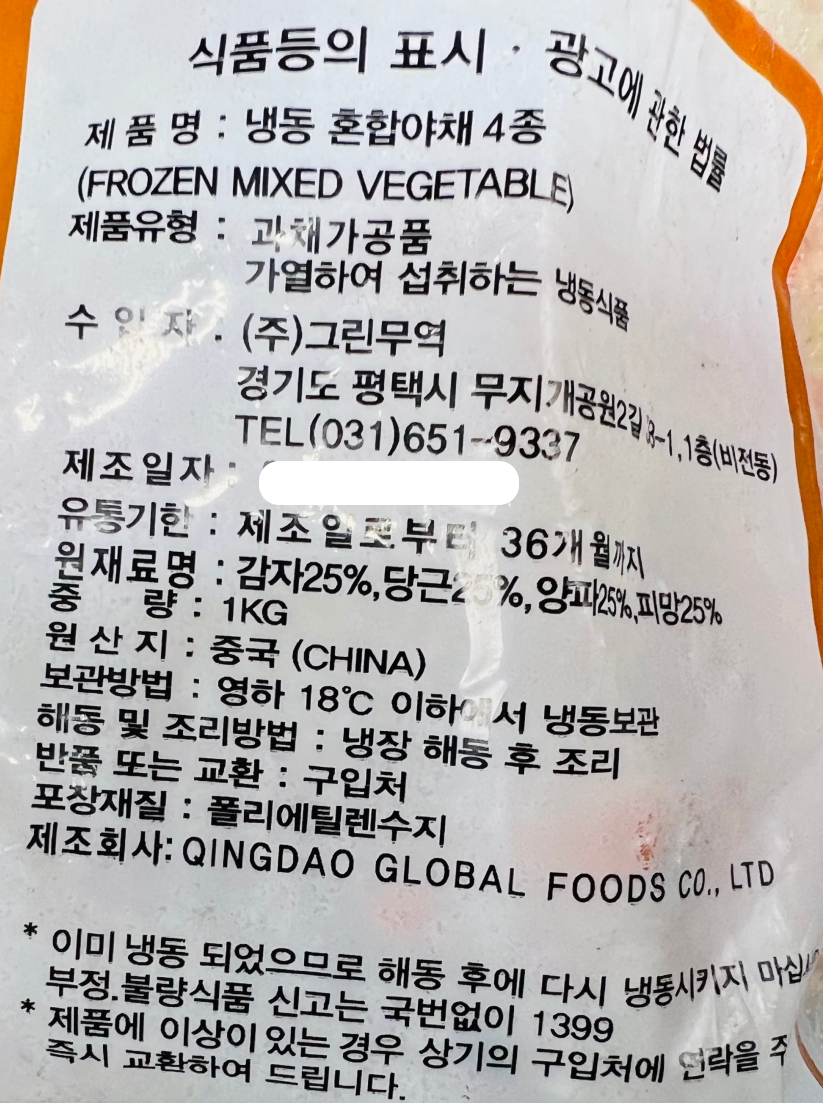 식품등의 표시 · 광고에 관한 법률
제 품 명 : 냉동 혼합야채 4종
(FROZEN MIXED VEGETABLE)
제품유형 : 과채가공품
가열하여 섭취하는 냉동식품
수 입 자 : (주)그린무역
경기도 평택시 무지개공원2길 -1,1층(비전동)
TEL(031)651-9337
제조일자 :
유통기한 : 제조일로부터 36개월까지
원재료명 : 감자25%,당근25%,양파25%,피망25%
중 량 : 1KG
원 산 지 : 중국 (CHINA)
보관방법 : 영하 18℃ 이하에서 냉동보관
해동 및 조리방법 : 냉장 해동 후 조리
반품 또는 교환 : 구입처
포장재질 : 폴리에틸렌수지
제조회사: QINGDAO GLOBAL FOODS CO., LTD
* 이미 냉동 되었으므로 해동 후에 다시 냉동시키지 마십
부정.불량식품 신고는 국번없이 1399
* 제품에 이상이 있는 경우 상기의 구입처에 연락을 주
즉시 교환하여 드립니다.